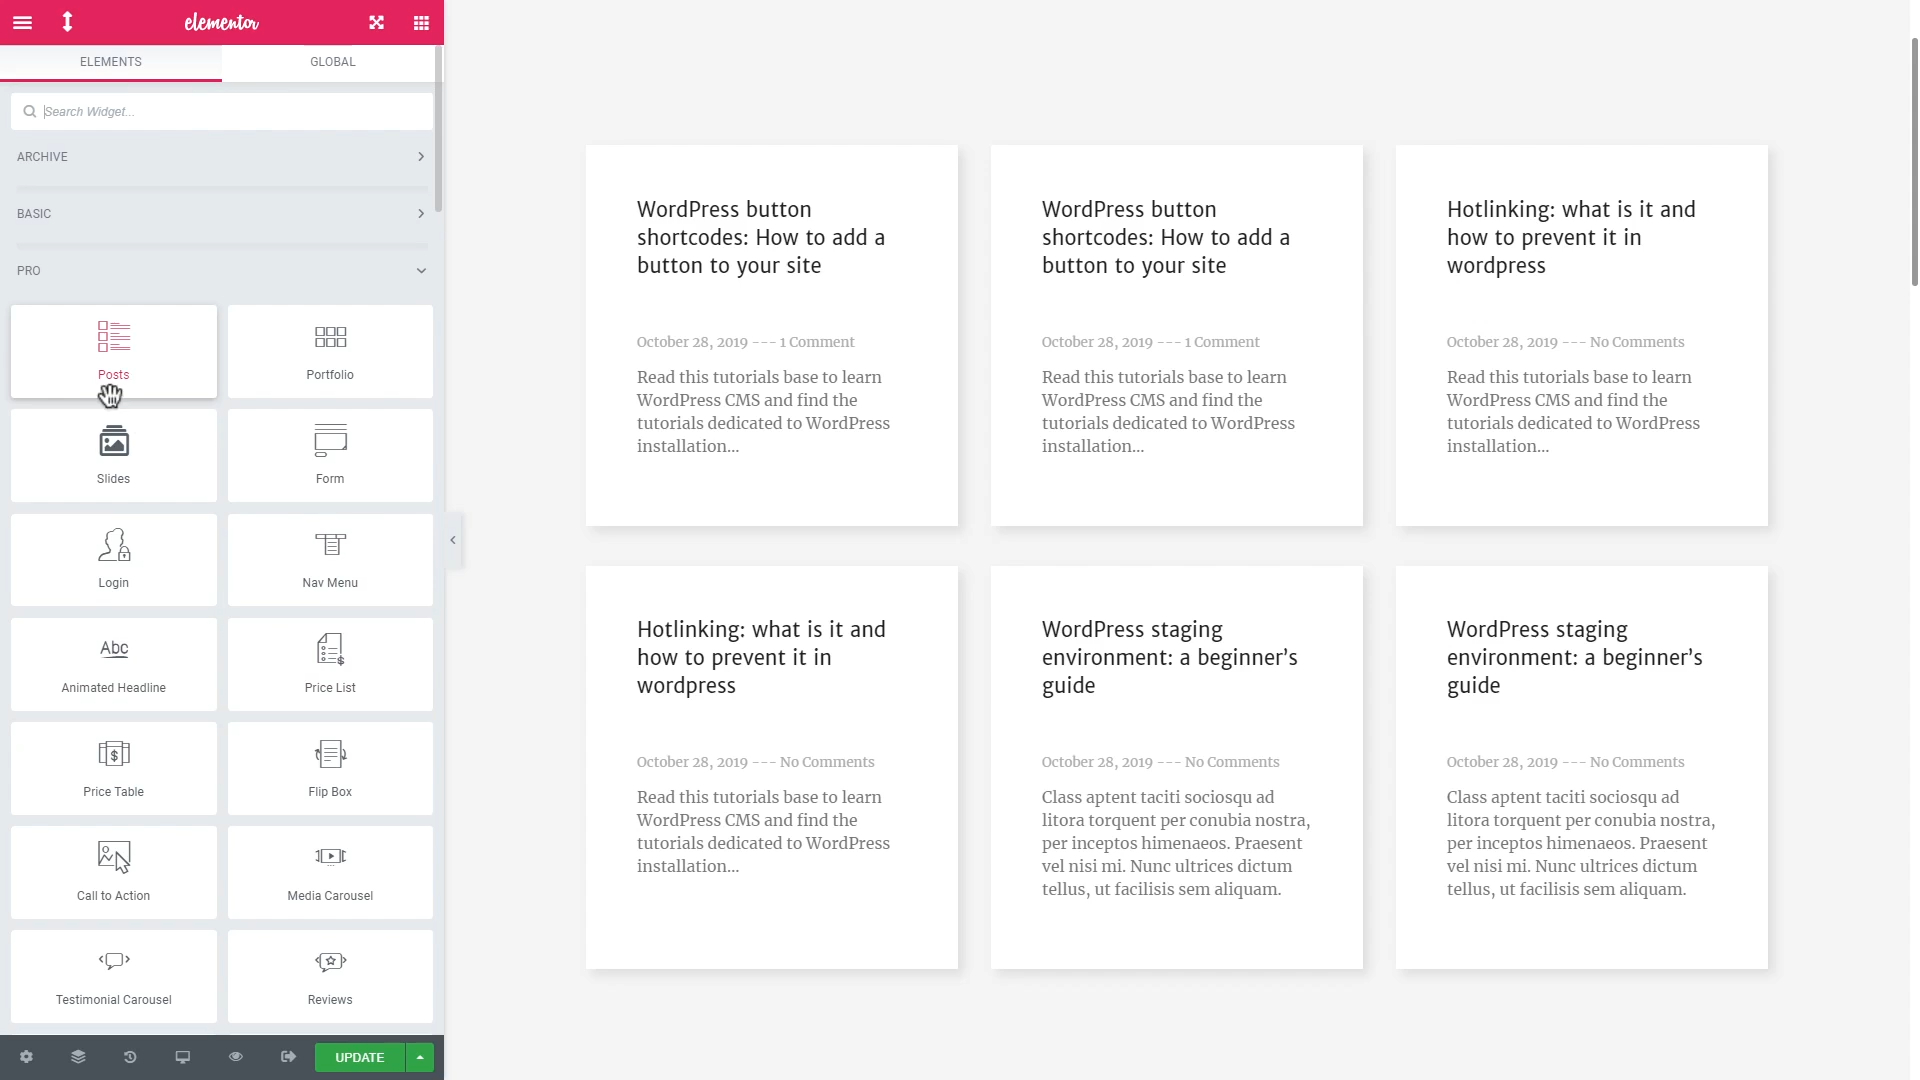 elementor
ELEMENTS
GLOBAL
Search Widget...
ARCHIVE
BASIC
PRO
Posts
Portfolio
Slides
Form
Login
Nav Menu
Abc
Animated Headline
Price List
$
Price Table
Flip Box
Call to Action
Media Carousel
Testimonial Carousel
Reviews
UPDATE
WordPress button
shortcodes: How to add a
button to your site
October 28, 2019 --- 1 Comment
Read this tutorials base to learn
WordPress CMS and find the
tutorials dedicated to WordPress
installation...
WordPress button
shortcodes: How to add a
button to your site
October 28, 2019 --- 1 Comment
Read this tutorials base to learn
WordPress CMS and find the
tutorials dedicated to WordPress
installation...
Hotlinking: what is it and
how to prevent it in
wordpress
October 28, 2019 --- No Comments
Read this tutorials base to learn
WordPress CMS and find the
tutorials dedicated to WordPress
installation...
Hotlinking: what is it and
how to prevent it in
wordpress
October 28, 2019 --- No Comments
Read this tutorials base to learn
WordPress CMS and find the
tutorials dedicated to WordPress
installation...
WordPress staging
environment: a beginner's
guide
October 28, 2019 --- No Comments
Class aptent taciti sociosqu ad
litora torquent per conubia nostra,
per inceptos himenaeos. Praesent
vel nisi mi. Nunc ultrices dictum
tellus, ut facilisis sem aliquam.
WordPress staging
environment: a beginner's
guide
October 28, 2019 --- No Comments
Class aptent taciti sociosqu ad
litora torquent per conubia nostra,
per inceptos himenaeos. Praesent
vel nisi mi. Nunc ultrices dictum
tellus, ut facilisis sem aliquam.